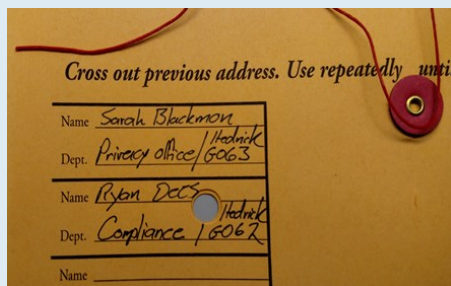 Cross out previous address. Use repeatedly unti
Name Sarah Blackmon
Dept. Privacy office / Hedrick G063
Name Ryan Dees
Dept. Compliance / Hedrick G062
Name